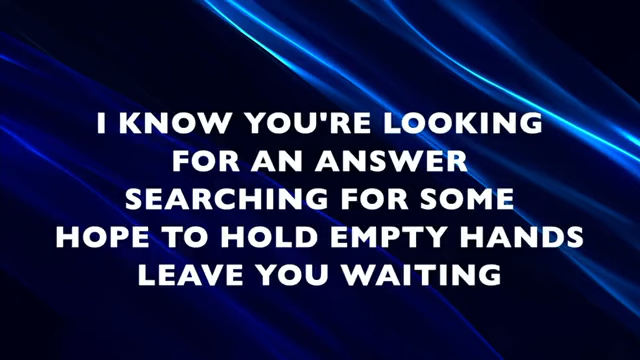 I KNOW YOU'RE LOOKING
FOR AN ANSWER
SEARCHING FOR SOME
HOPE TO HOLD EMPTY HANDS
LEAVE YOU WAITING